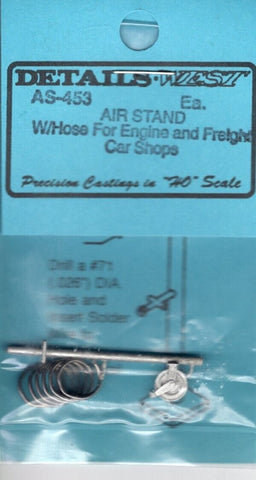 DETAILS WEST
AS-453 Ea.
AIR STAND
W/Hose For Engine and Freight
Car Shops
Precision Castings in "HO" Scale
Drill a #71
(.026") DIA.
Hole and
Insert Solder